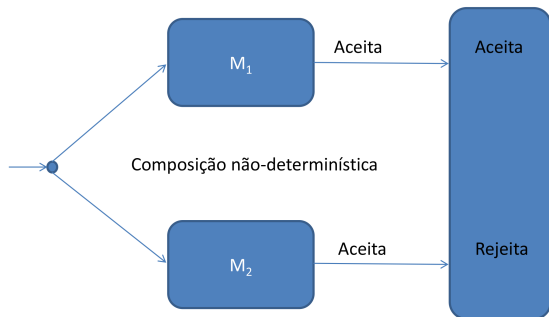 M₁
Aceita
Aceita
Composição não-determinística
M₂
Aceita
Rejeita